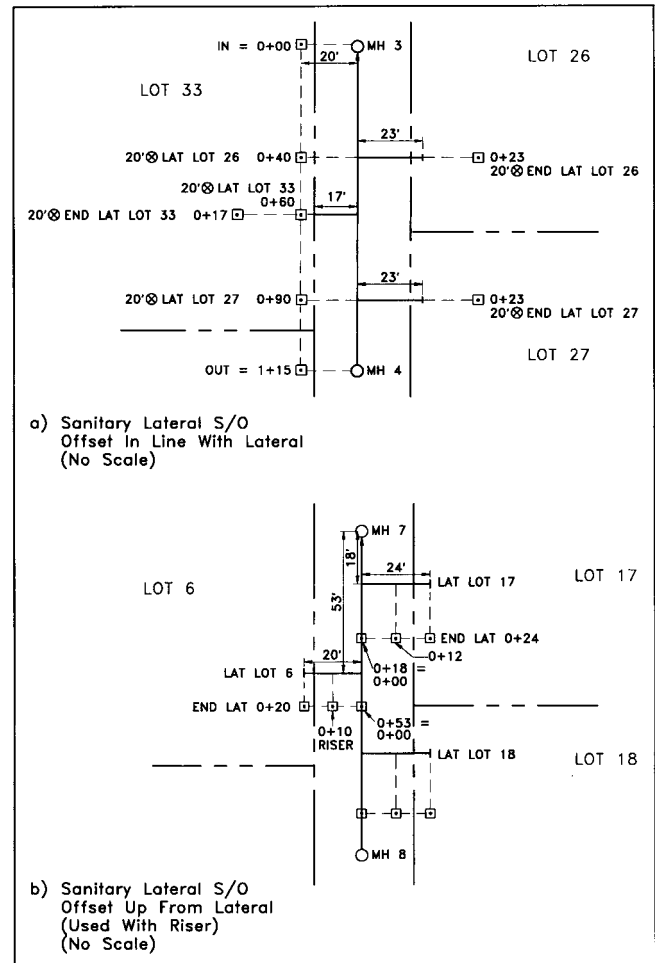 IN = 0+00
MH 3
20'
LOT 26
LOT 33
23'
20'⊗ LAT LOT 26 0+40
0+23
20'⊗ END LAT LOT 26
20'⊗ LAT LOT 33
0+60
17'
20'⊗ END LAT LOT 33 0+17
23'
20'⊗ LAT LOT 27 0+90
0+23
20'⊗ END LAT LOT 27
OUT = 1+15
MH 4
LOT 27
a) Sanitary Lateral S/O
Offset In Line With Lateral
(No Scale)
MH 7
18'
53'
24'
LOT 6
LAT LOT 17
LOT 17
END LAT 0+24
0+12
20'
0+18 =
0+00
LAT LOT 6
END LAT 0+20
0+10
RISER
0+53 =
0+00
LAT LOT 18
LOT 18
MH 8
b) Sanitary Lateral S/O
Offset Up From Lateral
(Used With Riser)
(No Scale)